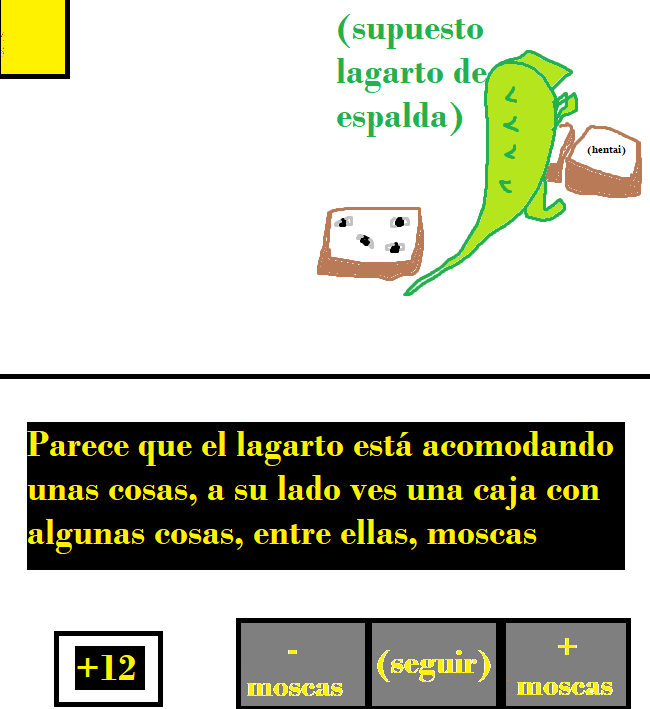 (supuesto
lagarto de
espalda)
(hentai)
Parece que el lagarto está acomodando
unas cosas, a su lado ves una caja con
algunas cosas, entre ellas, moscas
+12
-
moscas
(seguir)
+
moscas